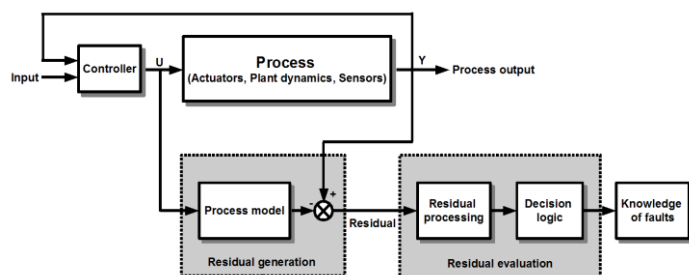 Input
Controller
U
Process
(Actuators, Plant dynamics, Sensors)
Y
Process output
Process model
-
+
Residual
Residual generation
Residual
processing
Decision
logic
Residual evaluation
Knowledge
of faults